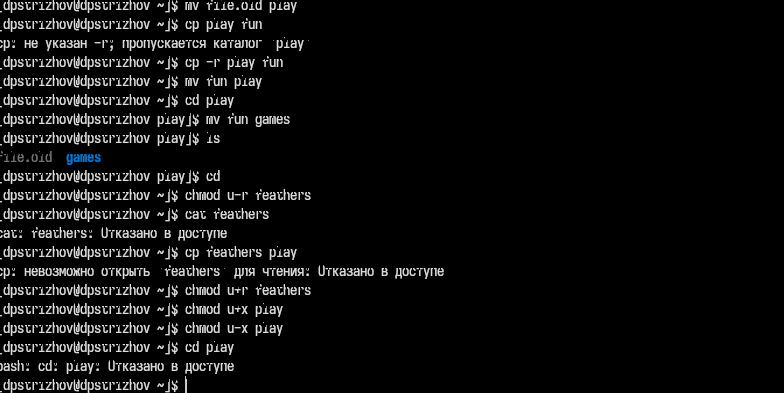 [dpstrizhov@dpstrizhov ~]$ mv file.old play
[dpstrizhov@dpstrizhov ~]$ cp play fun
cp: не указан -r; пропускается каталог 'play'
[dpstrizhov@dpstrizhov ~]$ cp -r play fun
[dpstrizhov@dpstrizhov ~]$ mv fun play
[dpstrizhov@dpstrizhov ~]$ cd play
[dpstrizhov@dpstrizhov play]$ mv fun games
[dpstrizhov@dpstrizhov play]$ ls
file.old  games
[dpstrizhov@dpstrizhov play]$ cd
[dpstrizhov@dpstrizhov ~]$ chmod u-r feathers
[dpstrizhov@dpstrizhov ~]$ cat feathers
cat: feathers: Отказано в доступе
[dpstrizhov@dpstrizhov ~]$ cp feathers play
cp: невозможно открыть 'feathers' для чтения: Отказано в доступе
[dpstrizhov@dpstrizhov ~]$ chmod u+r feathers
[dpstrizhov@dpstrizhov ~]$ chmod u+x play
[dpstrizhov@dpstrizhov ~]$ chmod u-x play
[dpstrizhov@dpstrizhov ~]$ cd play
bash: cd: play: Отказано в доступе
[dpstrizhov@dpstrizhov ~]$